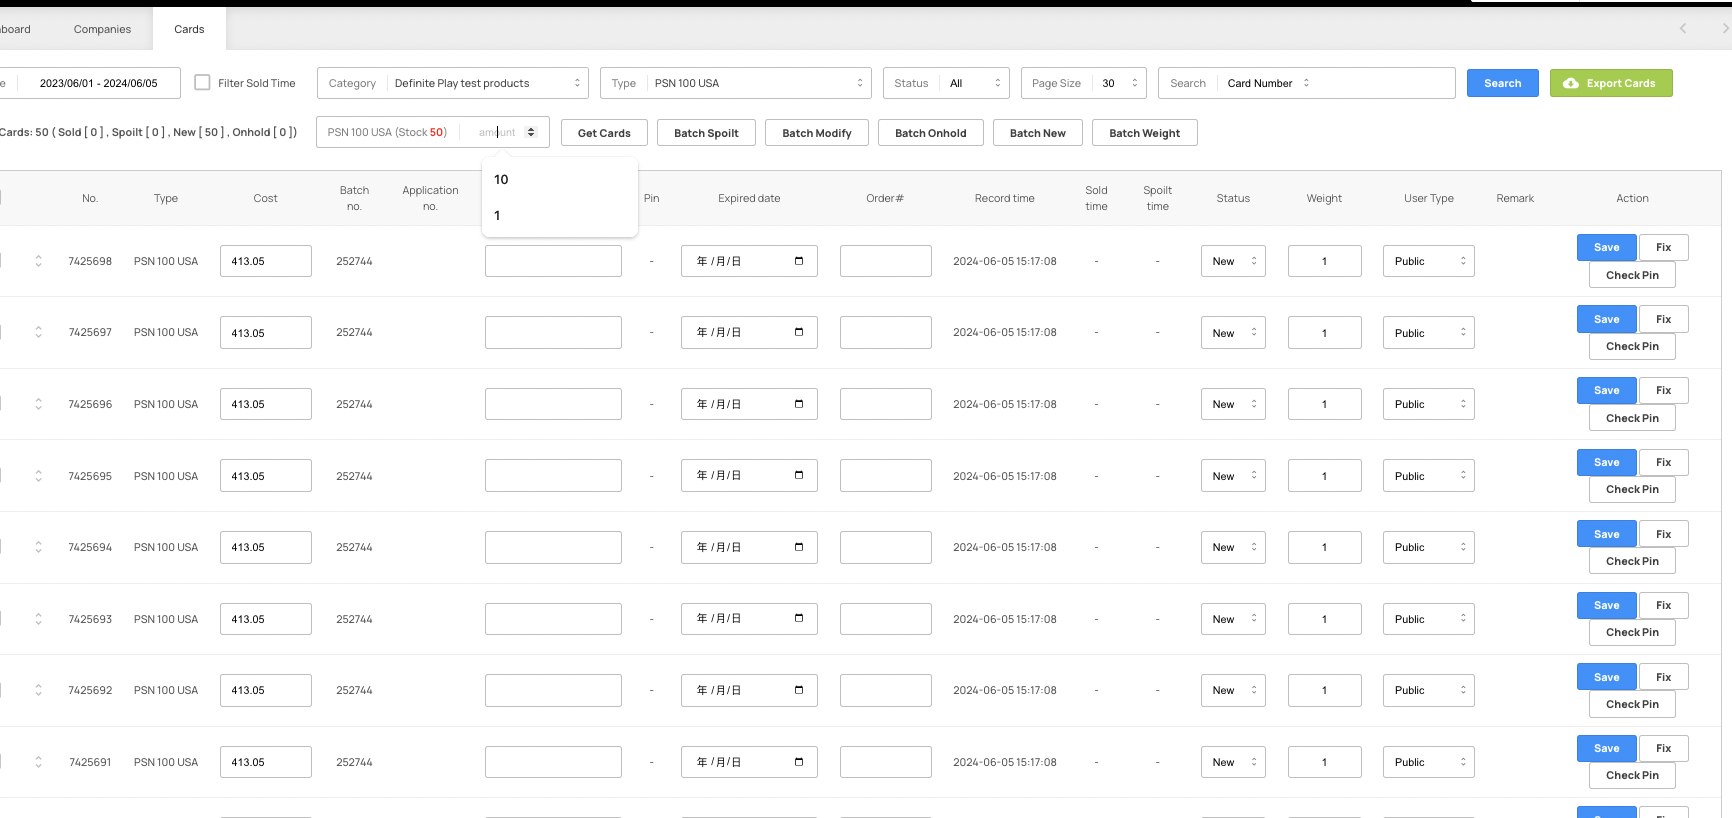 board Companies Cards
e 2023/06/01 - 2024/06/05 Filter Sold Time Category Definite Play test products Type PSN 100 USA Status All Page Size 30 Search Card Number Search Export Cards
Cards: 50 ( Sold [ 0 ] , Spoilt [ 0 ] , New [ 50 ] , Onhold [ 0 ] ) PSN 100 USA (Stock 50) amount Get Cards Batch Spoilt Batch Modify Batch Onhold Batch New Batch Weight
10
1
No. Type Cost Batch no. Application no. Pin Expired date Order# Record time Sold time Spoilt time Status Weight User Type Remark Action
7425698 PSN 100 USA 413.05 252744 - 年 /月/日 2024-06-05 15:17:08 - - New 1 Public Save Fix
Check Pin
7425697 PSN 100 USA 413.05 252744 - 年 /月/日 2024-06-05 15:17:08 - - New 1 Public Save Fix
Check Pin
7425696 PSN 100 USA 413.05 252744 - 年 /月/日 2024-06-05 15:17:08 - - New 1 Public Save Fix
Check Pin
7425695 PSN 100 USA 413.05 252744 - 年 /月/日 2024-06-05 15:17:08 - - New 1 Public Save Fix
Check Pin
7425694 PSN 100 USA 413.05 252744 - 年 /月/日 2024-06-05 15:17:08 - - New 1 Public Save Fix
Check Pin
7425693 PSN 100 USA 413.05 252744 - 年 /月/日 2024-06-05 15:17:08 - - New 1 Public Save Fix
Check Pin
7425692 PSN 100 USA 413.05 252744 - 年 /月/日 2024-06-05 15:17:08 - - New 1 Public Save Fix
Check Pin
7425691 PSN 100 USA 413.05 252744 - 年 /月/日 2024-06-05 15:17:08 - - New 1 Public Save Fix
Check Pin